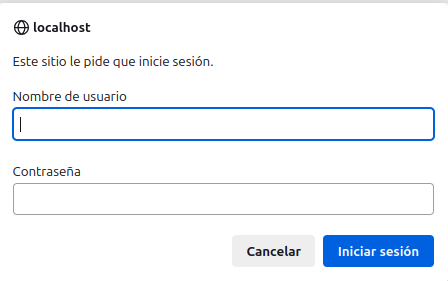 localhost
Este sitio le pide que inicie sesión.
Nombre de usuario
Contraseña
Cancelar
Iniciar sesión